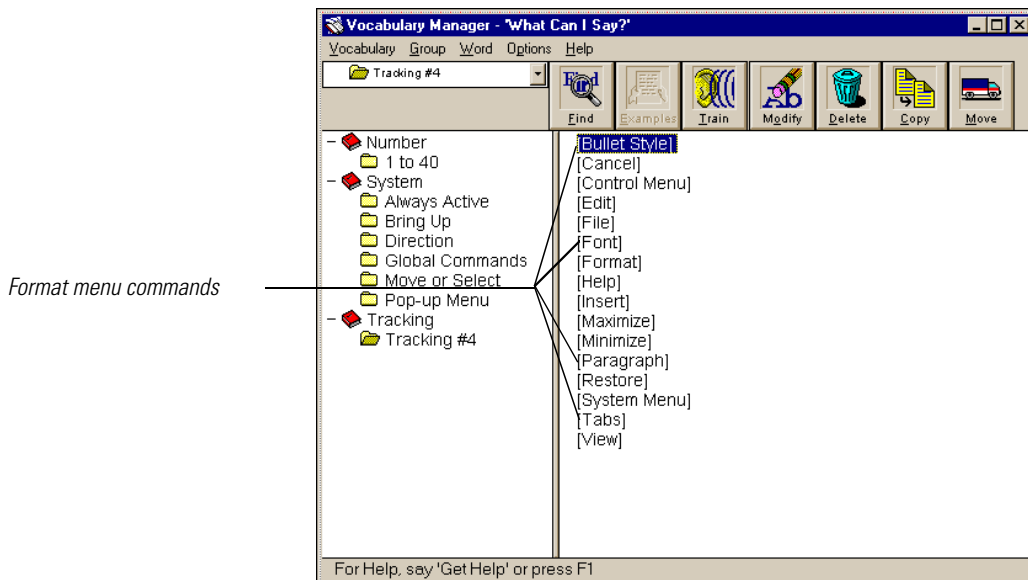 Vocabulary Manager - 'What Can I Say?'
Vocabulary Group Word Options Help
Tracking #4
Find Examples Train Modify Delete Copy Move
− Number
1 to 40
− System
Always Active
Bring Up
Direction
Global Commands
Move or Select
Pop-up Menu
− Tracking
Tracking #4
[Bullet Style]
[Cancel]
[Control Menu]
[Edit]
[File]
[Font]
[Format]
[Help]
[Insert]
[Maximize]
[Minimize]
[Paragraph]
[Restore]
[System Menu]
[Tabs]
[View]
Format menu commands
For Help, say 'Get Help' or press F1